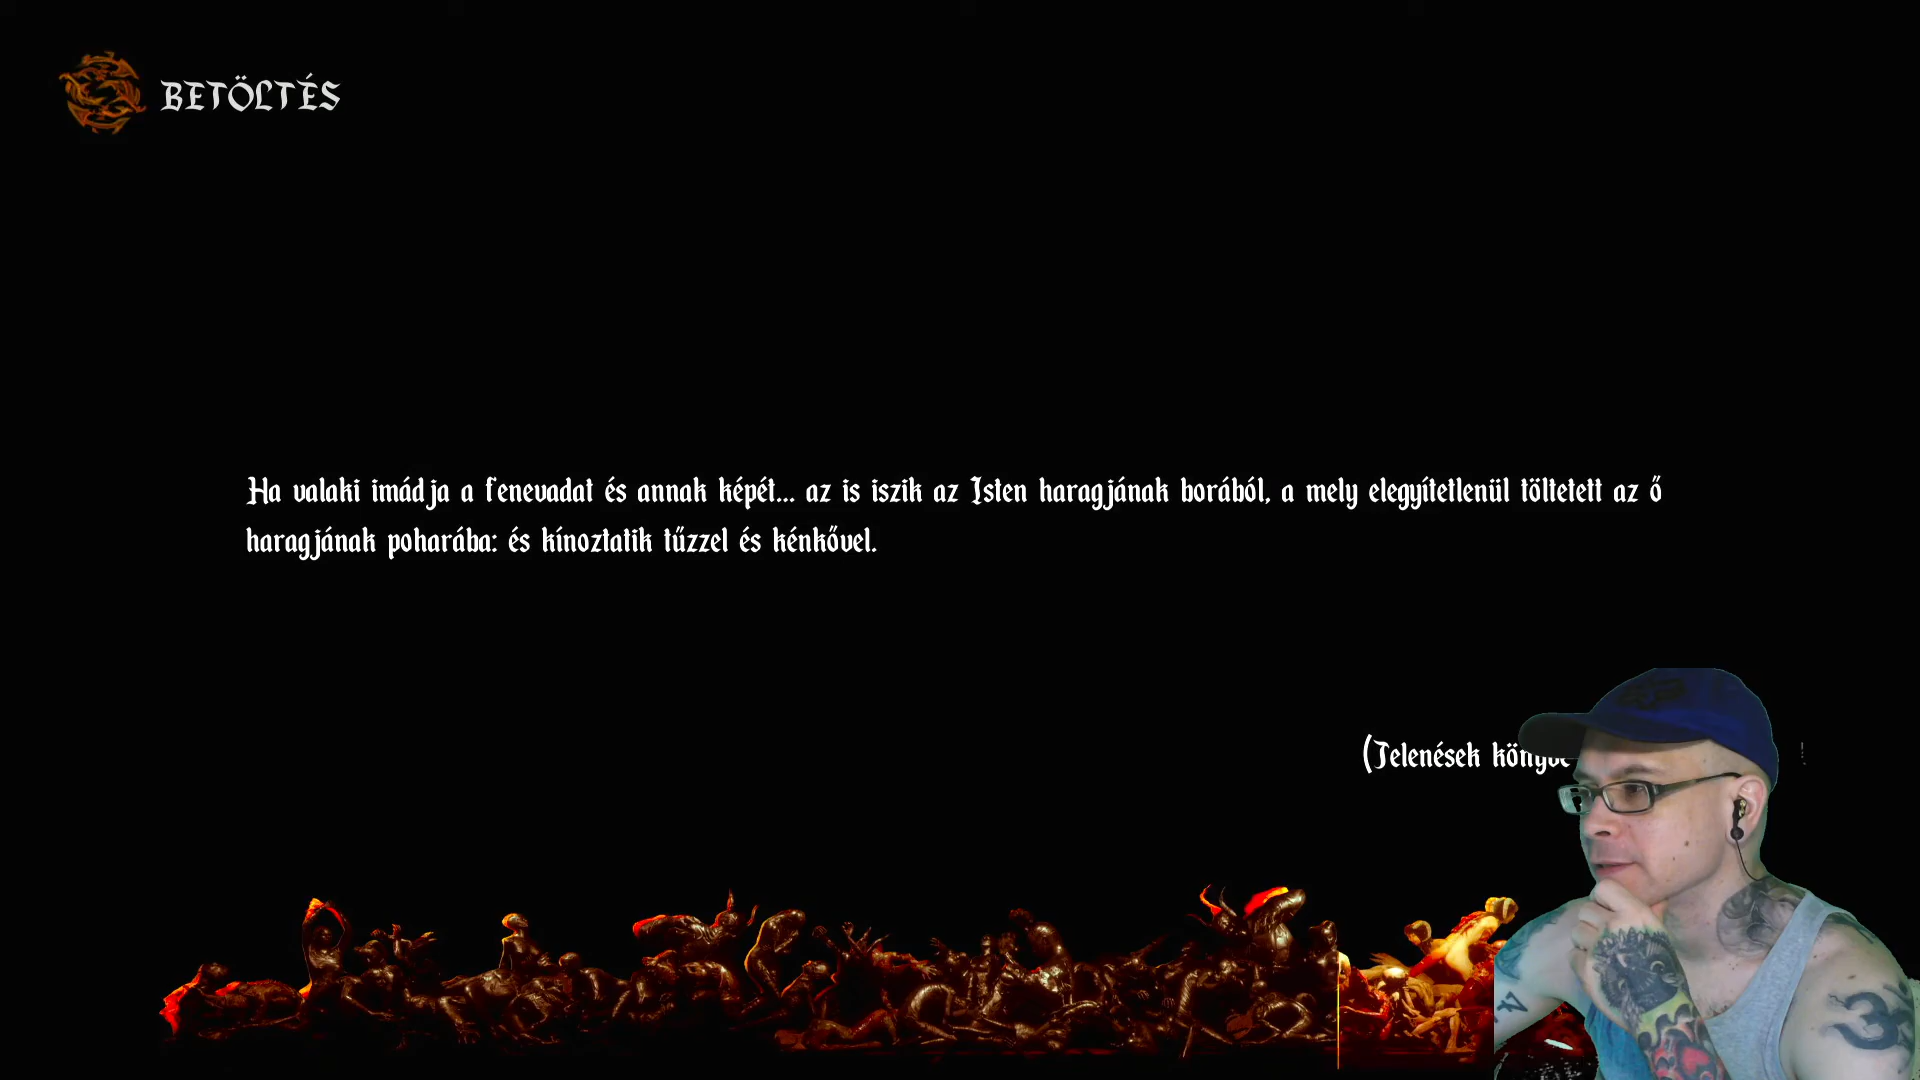 BETÖLTÉS
Ha valaki imádja a fenevadat és annak képét... az is iszik az Isten haragjának borából, a mely elegyítetlenül töltetett az ő
haragjának poharába: és kínoztatik tűzzel és kénkővel.
(Jelenések